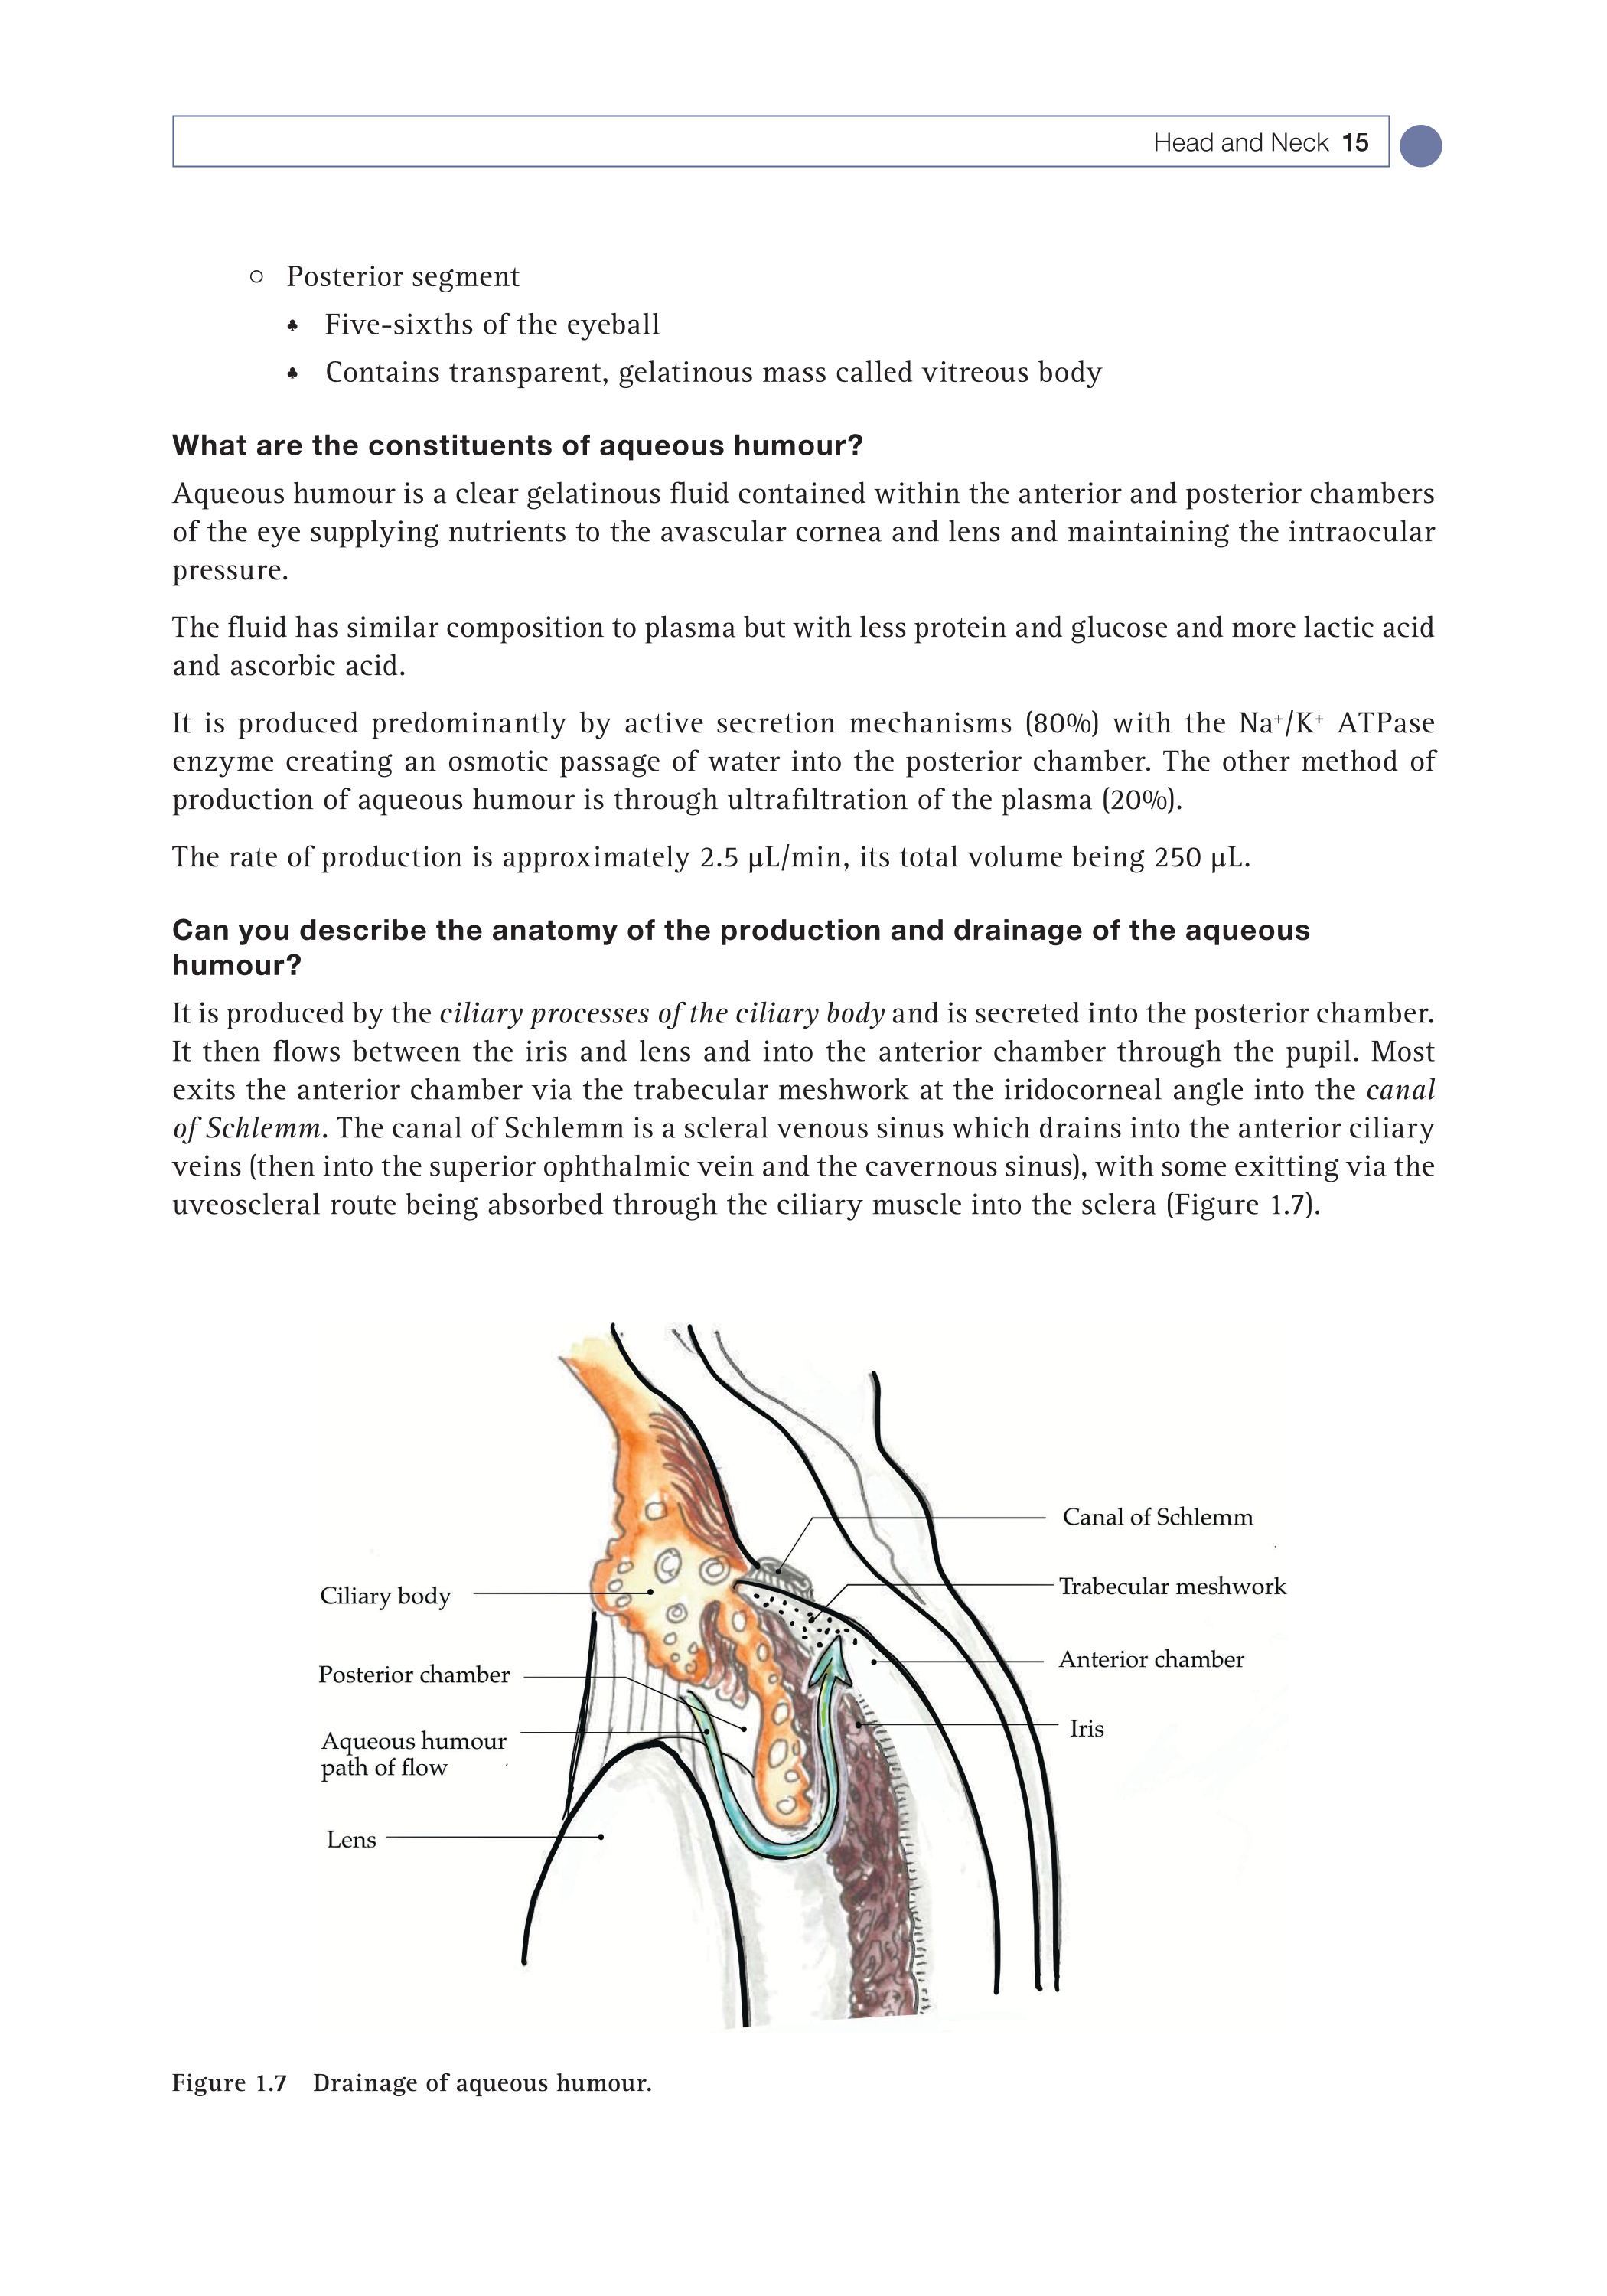 Head and Neck 15
○ Posterior segment
♣ Five-sixths of the eyeball
♣ Contains transparent, gelatinous mass called vitreous body
What are the constituents of aqueous humour?
Aqueous humour is a clear gelatinous fluid contained within the anterior and posterior chambers
of the eye supplying nutrients to the avascular cornea and lens and maintaining the intraocular
pressure.
The fluid has similar composition to plasma but with less protein and glucose and more lactic acid
and ascorbic acid.
It is produced predominantly by active secretion mechanisms (80%) with the Na⁺/K⁺ ATPase
enzyme creating an osmotic passage of water into the posterior chamber. The other method of
production of aqueous humour is through ultrafiltration of the plasma (20%).
The rate of production is approximately 2.5 μL/min, its total volume being 250 μL.
Can you describe the anatomy of the production and drainage of the aqueous
humour?
It is produced by the ciliary processes of the ciliary body and is secreted into the posterior chamber.
It then flows between the iris and lens and into the anterior chamber through the pupil. Most
exits the anterior chamber via the trabecular meshwork at the iridocorneal angle into the canal
of Schlemm. The canal of Schlemm is a scleral venous sinus which drains into the anterior ciliary
veins (then into the superior ophthalmic vein and the cavernous sinus), with some exitting via the
uveoscleral route being absorbed through the ciliary muscle into the sclera (Figure 1.7).
Canal of Schlemm
Trabecular meshwork
Ciliary body
Anterior chamber
Posterior chamber
Iris
Aqueous humour
path of flow
Lens
Figure 1.7 Drainage of aqueous humour.